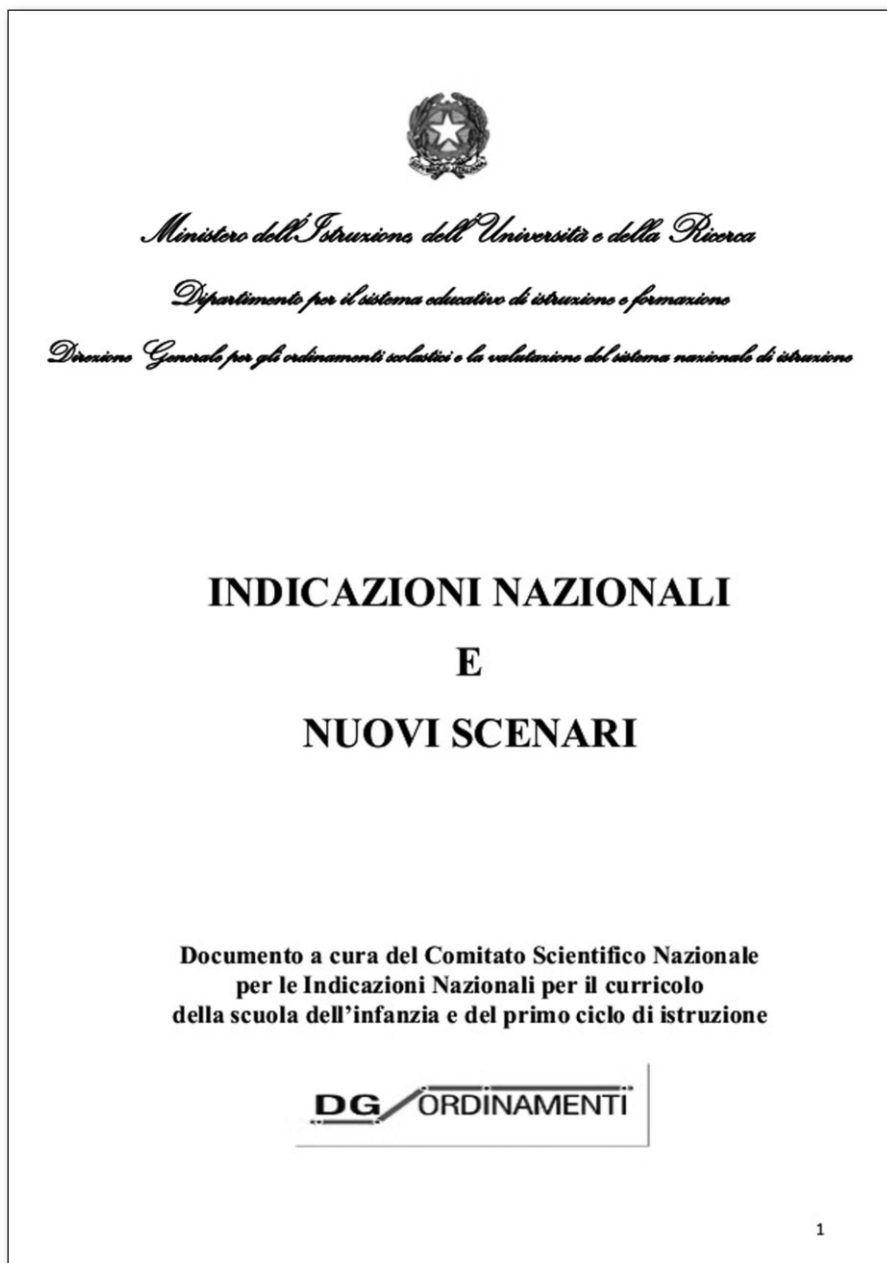 Ministero dell'Istruzione, dell'Università e della Ricerca
Dipartimento per il sistema educativo di istruzione e formazione
Direzione Generale per gli ordinamenti scolastici e la valutazione del sistema nazionale di istruzione
INDICAZIONI NAZIONALI
E
NUOVI SCENARI
Documento a cura del Comitato Scientifico Nazionale
per le Indicazioni Nazionali per il curricolo
della scuola dell'infanzia e del primo ciclo di istruzione
DG ORDINAMENTI
1